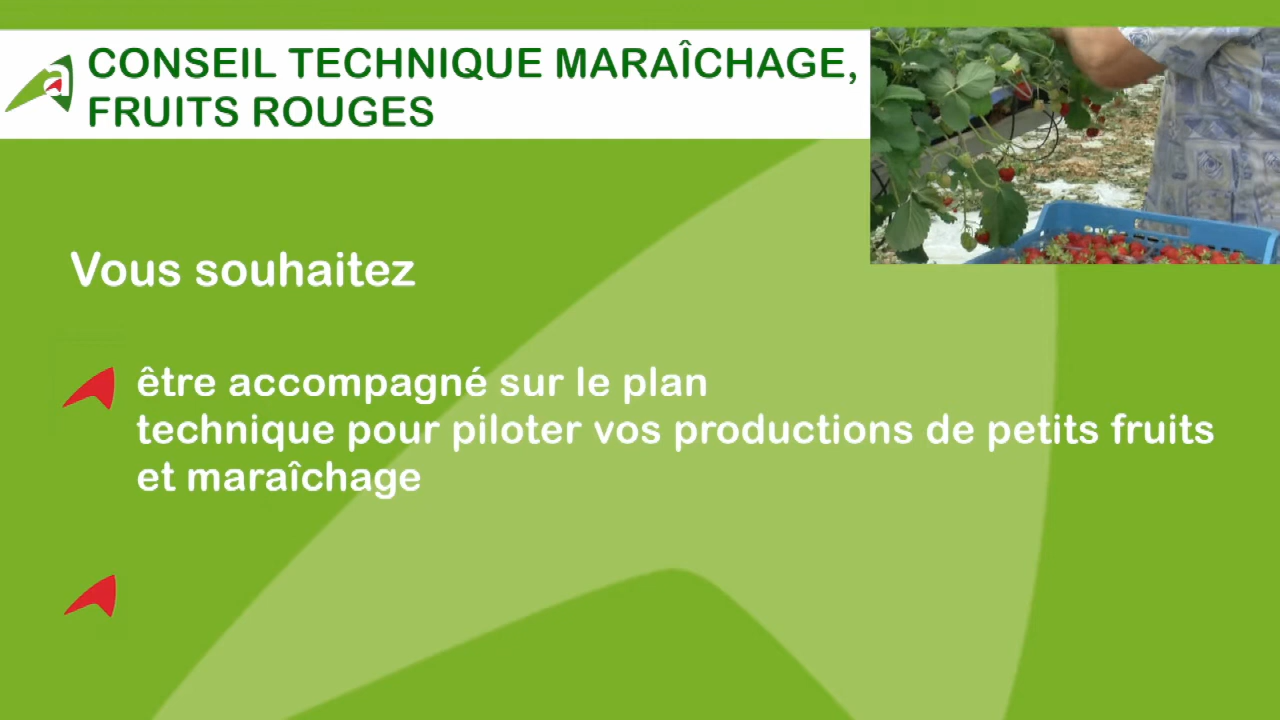 CONSEIL TECHNIQUE MARAÎCHAGE,
FRUITS ROUGES
Vous souhaitez
être accompagné sur le plan
technique pour piloter vos productions de petits fruits
et maraîchage